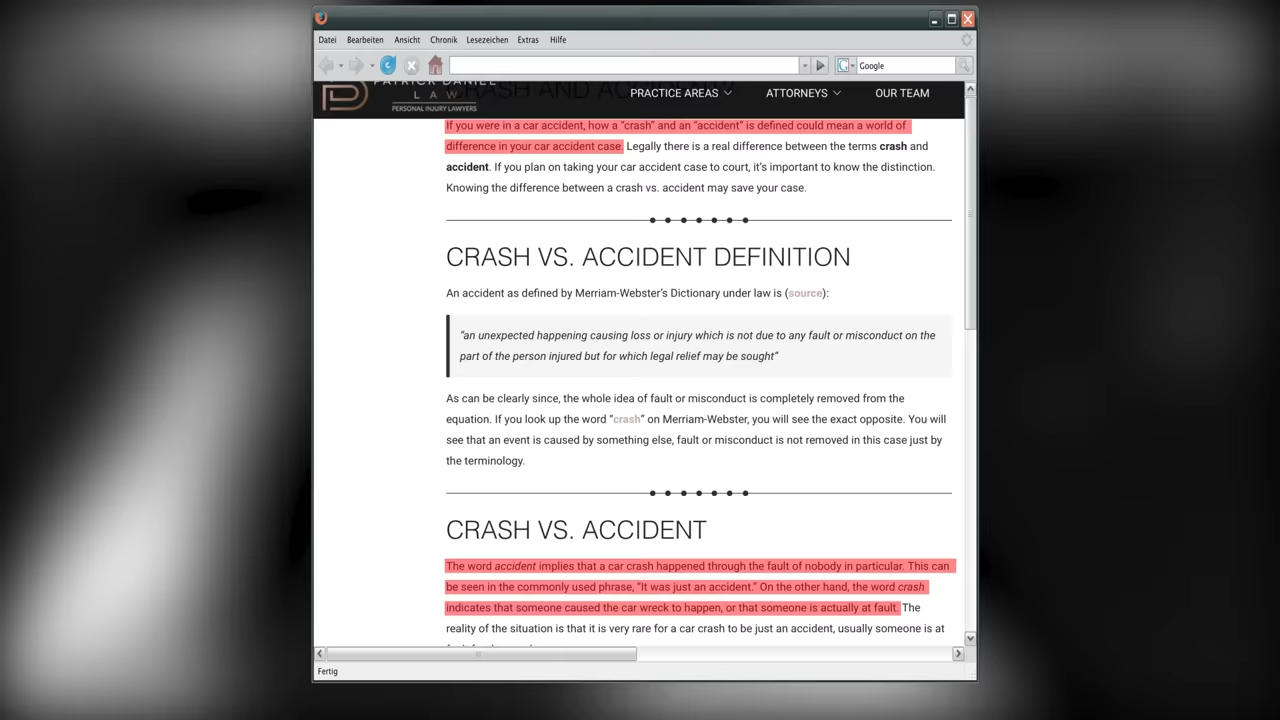 Datei Bearbeiten Ansicht Chronik Lesezeichen Extras Hilfe
Google
PATRICK DANIEL
LAW
PERSONAL INJURY LAWYERS
PRACTICE AREAS ATTORNEYS OUR TEAM
If you were in a car accident, how a “crash” and an “accident” is defined could mean a world of
difference in your car accident case. Legally there is a real difference between the terms crash and
accident. If you plan on taking your car accident case to court, it’s important to know the distinction.
Knowing the difference between a crash vs. accident may save your case.
CRASH VS. ACCIDENT DEFINITION
An accident as defined by Merriam-Webster’s Dictionary under law is (source):
“an unexpected happening causing loss or injury which is not due to any fault or misconduct on the
part of the person injured but for which legal relief may be sought”
As can be clearly since, the whole idea of fault or misconduct is completely removed from the
equation. If you look up the word “crash” on Merriam-Webster, you will see the exact opposite. You will
see that an event is caused by something else, fault or misconduct is not removed in this case just by
the terminology.
CRASH VS. ACCIDENT
The word accident implies that a car crash happened through the fault of nobody in particular. This can
be seen in the commonly used phrase, “It was just an accident.” On the other hand, the word crash
indicates that someone caused the car wreck to happen, or that someone is actually at fault. The
reality of the situation is that it is very rare for a car crash to be just an accident, usually someone is at
Fertig